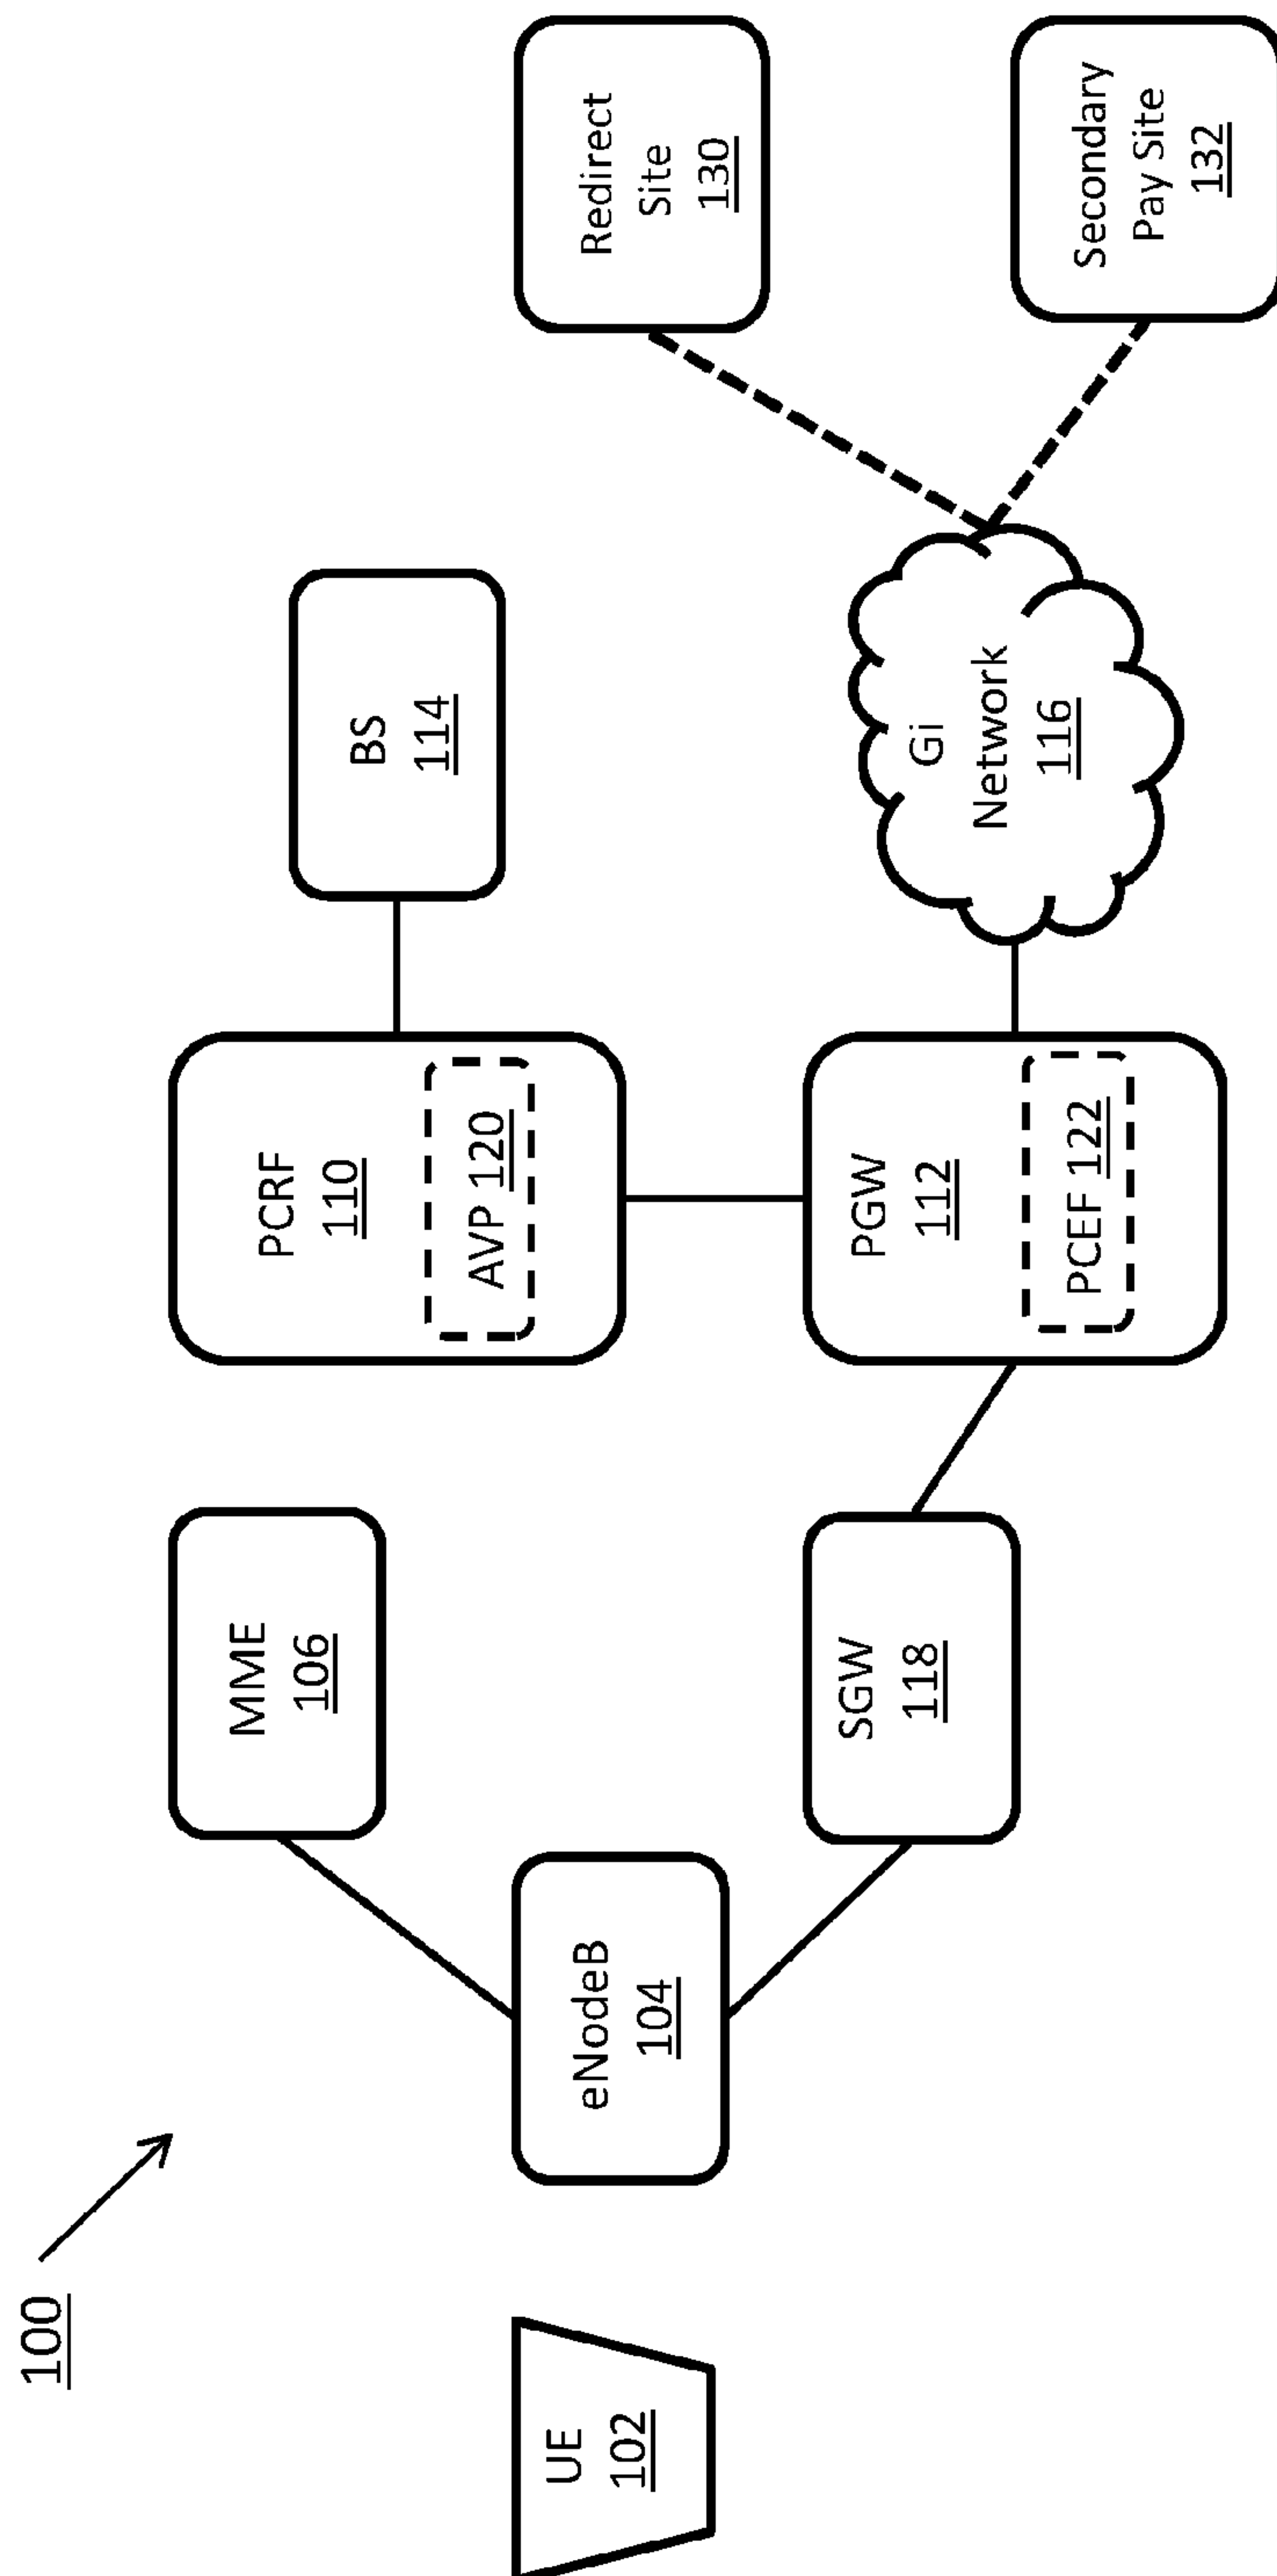 100
UE
102
eNodeB
104
MME
106
SGW
118
PCRF
110
AVP 120
PGW
112
PCEF 122
BS
114
Gi
Network
116
Redirect
Site
130
Secondary
Pay Site
132